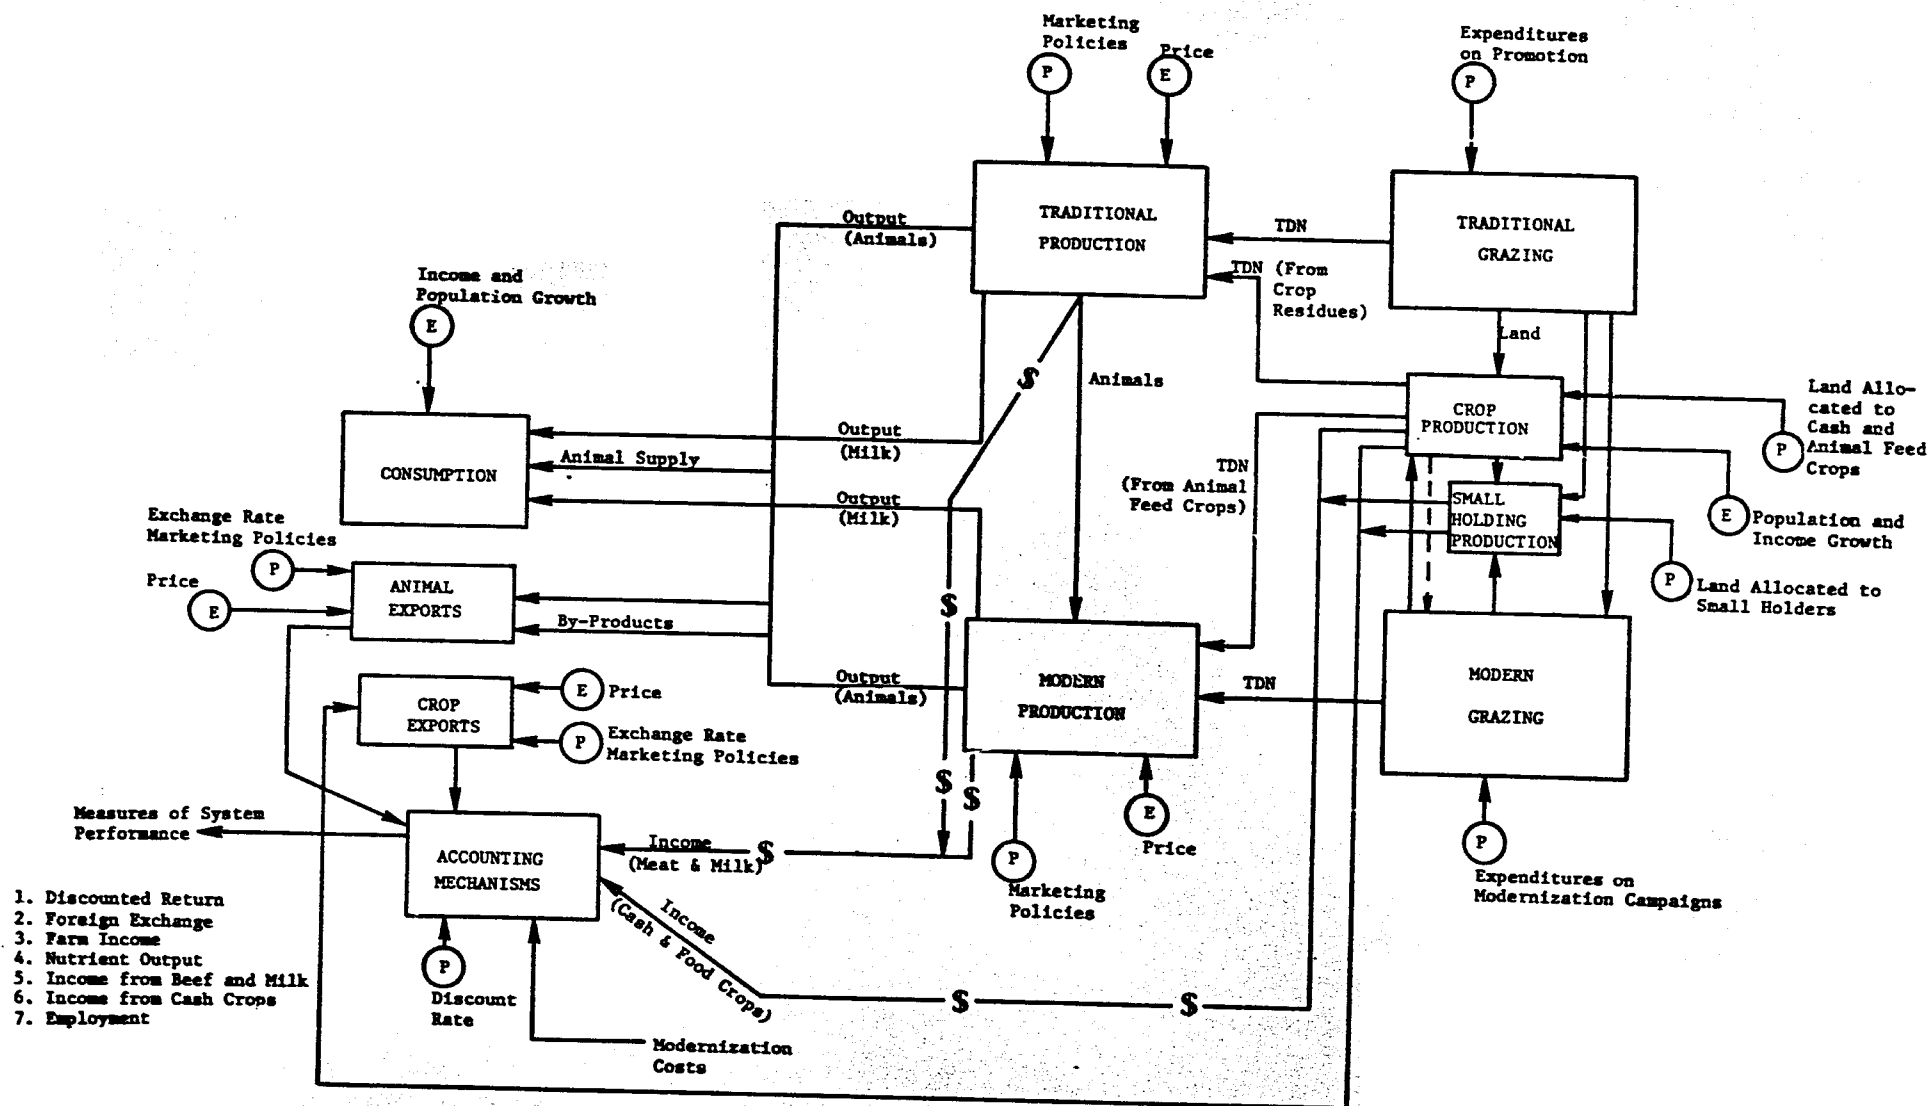 Marketing
Policies
P
Price
E
Expenditures
on Promotion
P
TRADITIONAL
PRODUCTION
TRADITIONAL
GRAZING
TDN
Output
(Animals)
TDN (From
Crop
Residues)
Income and
Population Growth
E
Land
$
Animals
CROP
PRODUCTION
Land Allo-
cated to
Cash and
Animal Feed
Crops
P
CONSUMPTION
Output
(Milk)
Animal Supply
Output
(Milk)
TDN
(From Animal
Feed Crops)
SMALL
HOLDING
PRODUCTION
E
Population and
Income Growth
P
Land Allocated to
Small Holders
Exchange Rate
Marketing Policies
P
Price
E
ANIMAL
EXPORTS
By-Products
$
Output
(Animals)
MODERN
PRODUCTION
TDN
MODERN
GRAZING
CROP
EXPORTS
E
Price
P
Exchange Rate
Marketing Policies
$
$
P
Marketing
Policies
E
Price
P
Expenditures on
Modernization Campaigns
Measures of System
Performance
ACCOUNTING
MECHANISMS
Income
(Meat & Milk)
$
Income
(Cash & Food Crops)
$
$
1. Discounted Return
2. Foreign Exchange
3. Farm Income
4. Nutrient Output
5. Income from Beef and Milk
6. Income from Cash Crops
7. Employment
P
Discount
Rate
Modernization
Costs